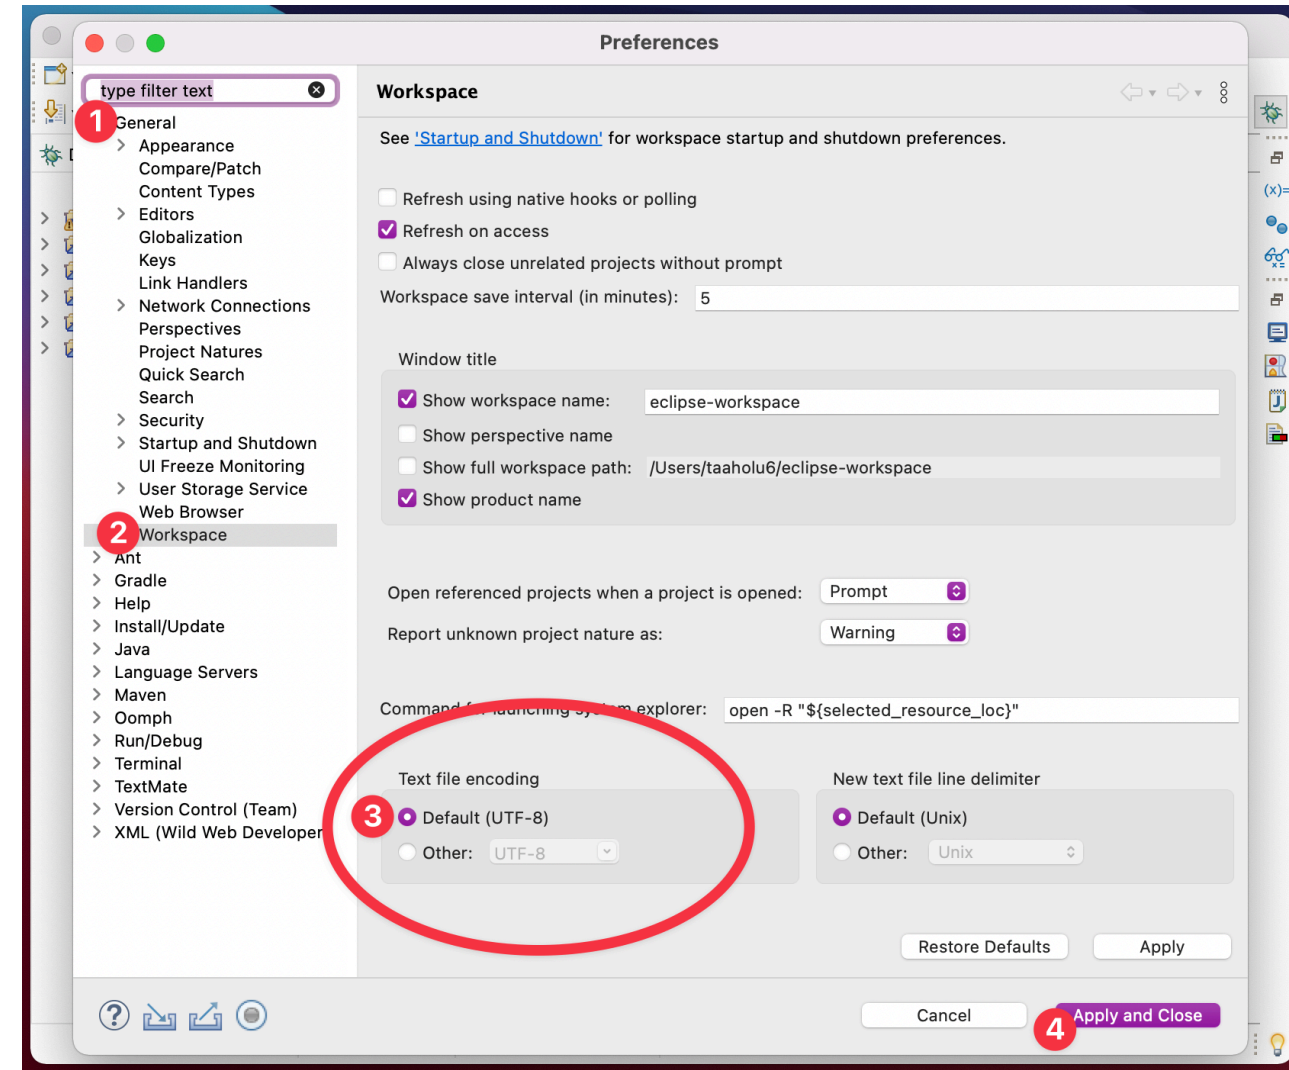 Preferences
type filter text
1
General
Appearance
Compare/Patch
Content Types
Editors
Globalization
Keys
Link Handlers
Network Connections
Perspectives
Project Natures
Quick Search
Search
Security
Startup and Shutdown
UI Freeze Monitoring
User Storage Service
Web Browser
2
Workspace
Ant
Gradle
Help
Install/Update
Java
Language Servers
Maven
Oomph
Run/Debug
Terminal
TextMate
Version Control (Team)
XML (Wild Web Developer
Workspace
See 'Startup and Shutdown' for workspace startup and shutdown preferences.
Refresh using native hooks or polling
Refresh on access
Always close unrelated projects without prompt
Workspace save interval (in minutes): 5
Window title
Show workspace name: eclipse-workspace
Show perspective name
Show full workspace path: /Users/taaholu6/eclipse-workspace
Show product name
Open referenced projects when a project is opened: Prompt
Report unknown project nature as: Warning
Command for launching system explorer: open -R "${selected_resource_loc}"
Text file encoding
3 Default (UTF-8)
Other: UTF-8
New text file line delimiter
Default (Unix)
Other: Unix
Restore Defaults Apply
? Cancel 4 Apply and Close
(x)=